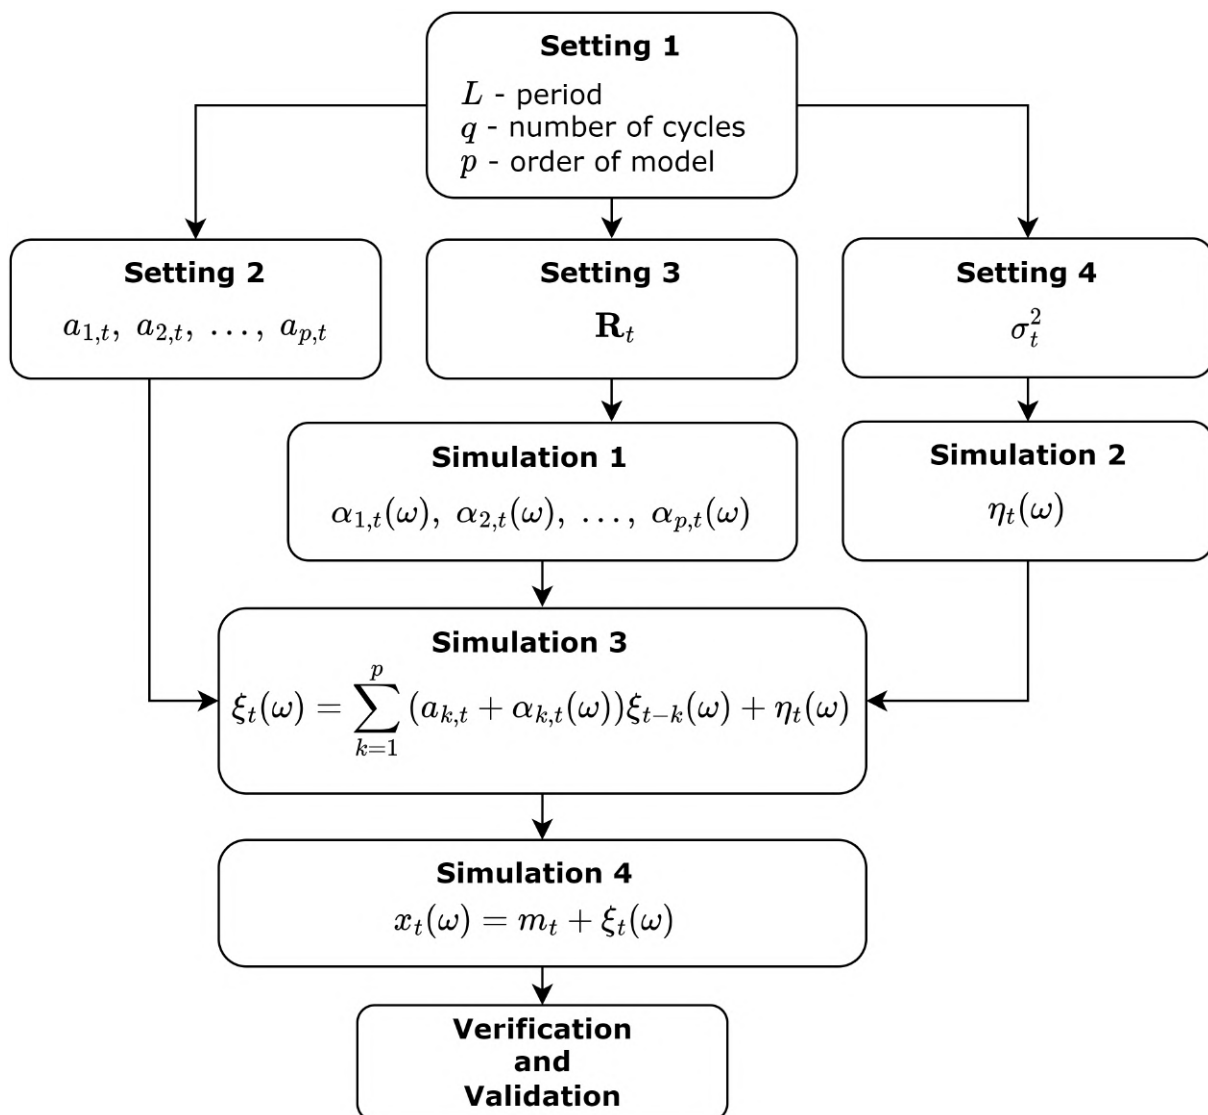 Setting 1
L - period
q - number of cycles
p - order of model
Setting 2
a_{1,t}, a_{2,t}, ..., a_{p,t}
Setting 3
R_t
Setting 4
σ_t^2
Simulation 1
α_{1,t}(ω), α_{2,t}(ω), ..., α_{p,t}(ω)
Simulation 2
η_t(ω)
Simulation 3
ξ_t(ω) = ∑_{k=1}^{p} (a_{k,t} + α_{k,t}(ω))ξ_{t−k}(ω) + η_t(ω)
Simulation 4
x_t(ω) = m_t + ξ_t(ω)
Verification
and
Validation